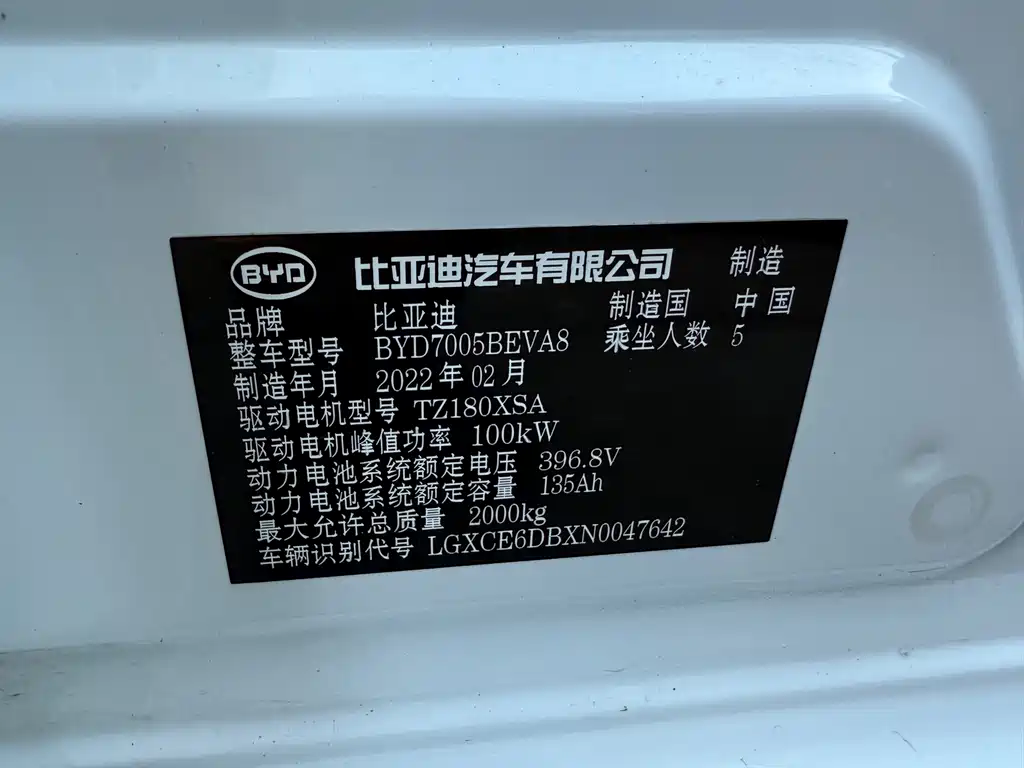 BYD 比亚迪汽车有限公司 制造
品牌 比亚迪 制造国 中国
整车型号 BYD7005BEVA8 乘坐人数 5
制造年月 2022年02月
驱动电机型号 TZ180XSA
驱动电机峰值功率 100kW
动力电池系统额定电压 396.8V
动力电池系统额定容量 135Ah
最大允许总质量 2000kg
车辆识别代号 LGXCE6DBXN0047642